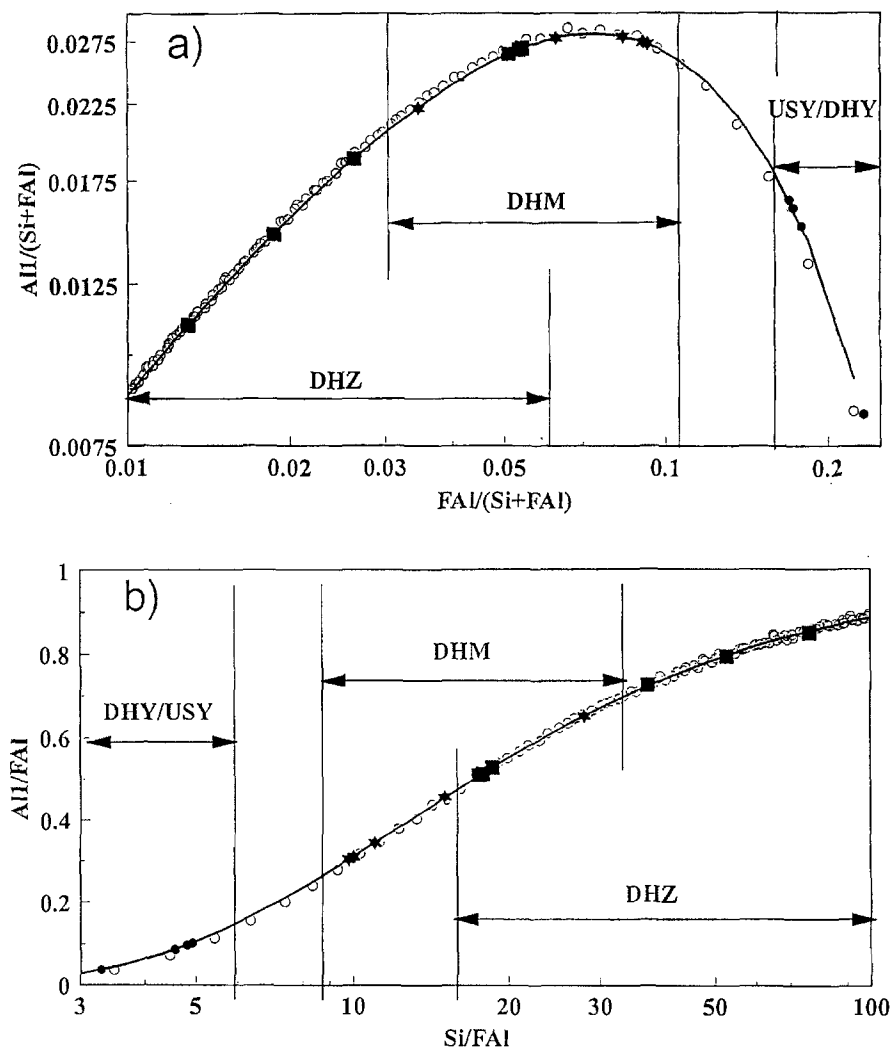 a)
0.0275
0.0225
0.0175
0.0125
0.0075
Al1/(Si+FAl)
USY/DHY
DHM
DHZ
0.01 0.02 0.03 0.05 0.1 0.2
FAl/(Si+FAl)
b)
1
0.8
0.6
0.4
0.2
0
Al1/FAl
DHM
DHY/USY
DHZ
3 5 10 20 30 50 100
Si/FAl